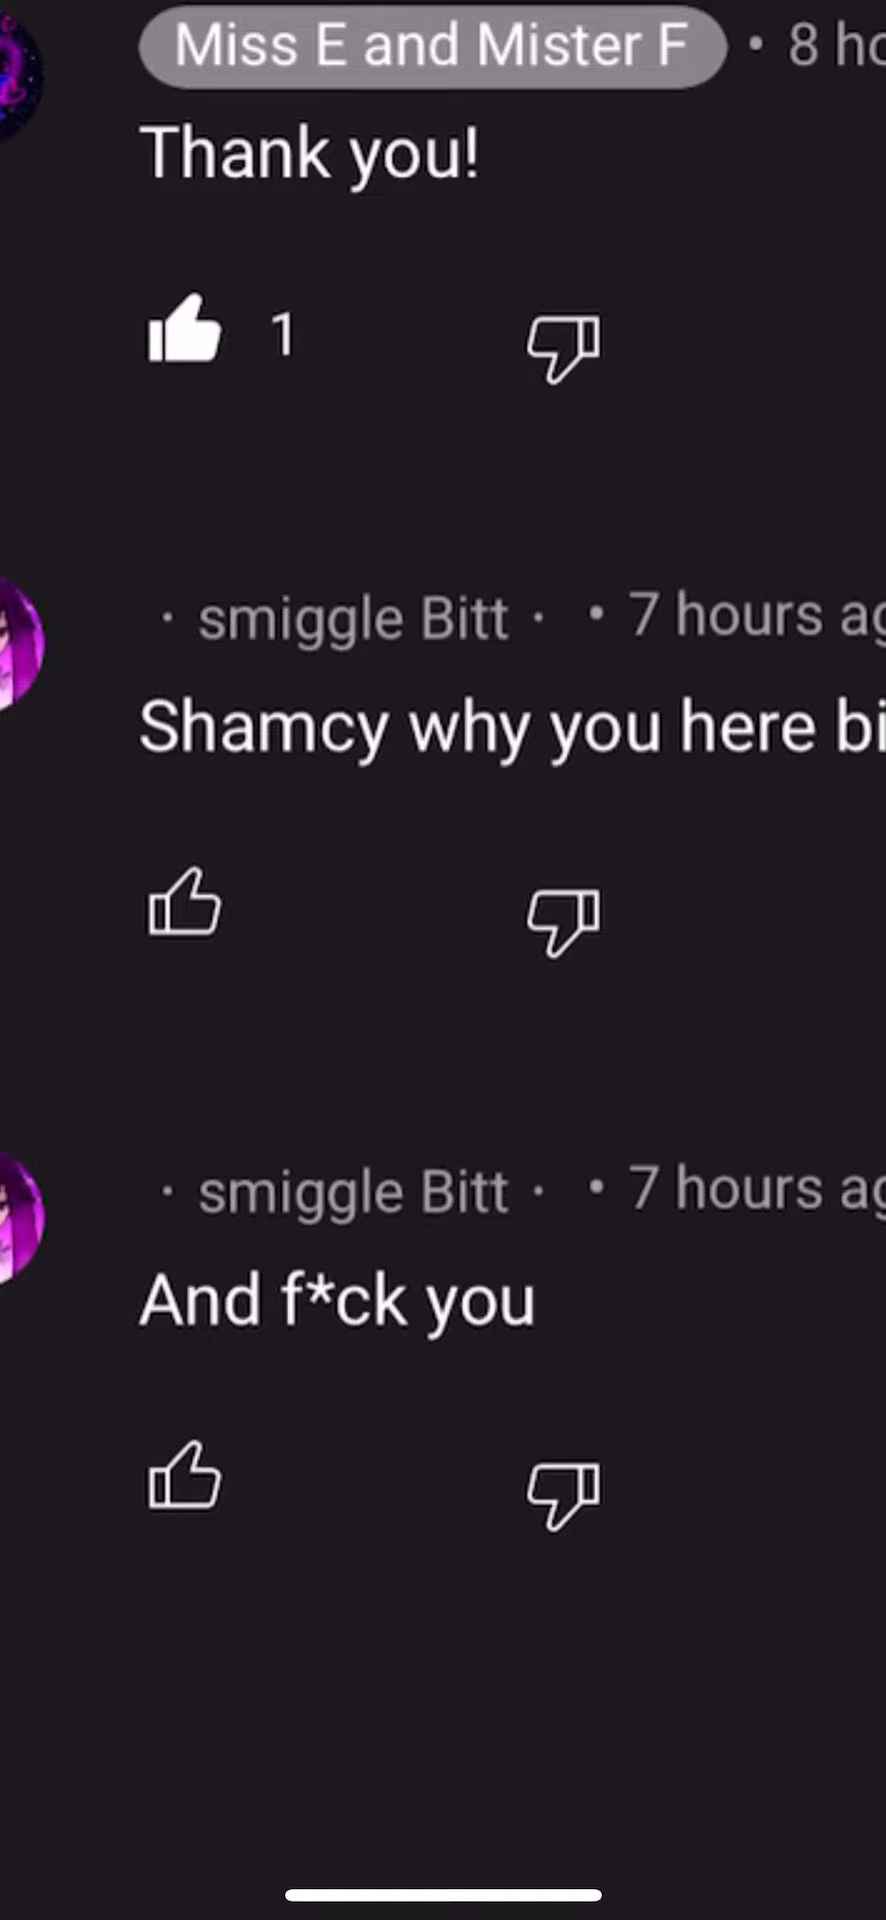 Miss E and Mister F • 8
Thank you!
1
· smiggle Bitt · • 7 hours
Shamcy why you here
· smiggle Bitt · • 7 hours
And f*ck you